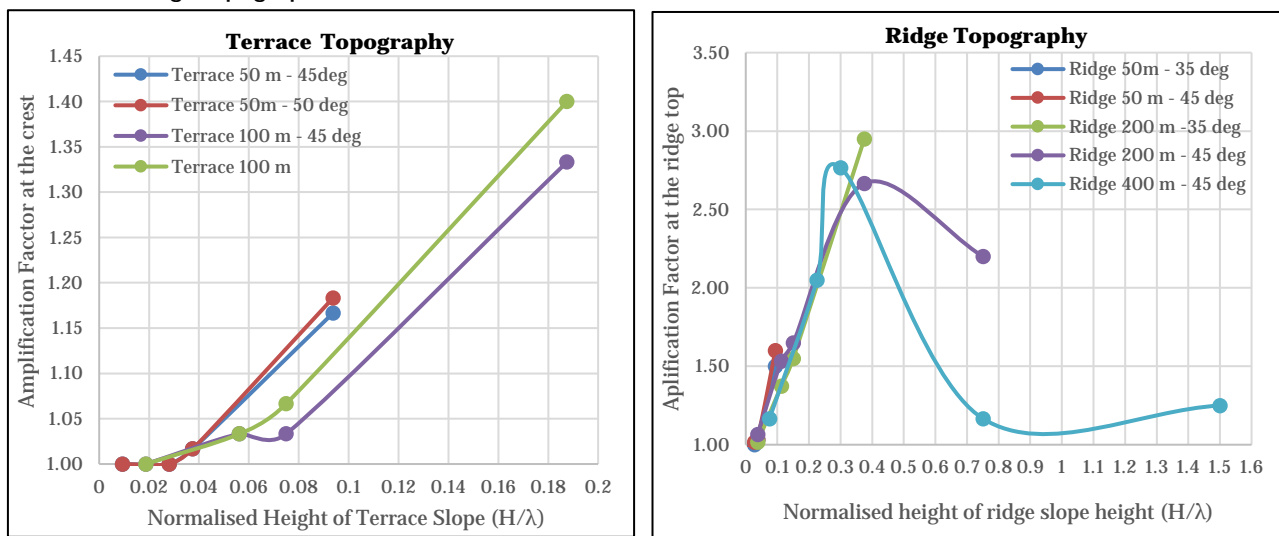 Terrace Topography
1.45
1.40
1.35
1.30
1.25
1.20
1.15
1.10
1.05
1.00
Amplification Facctor at the crest
Terrace 50 m - 45deg
Terrace 50m - 50 deg
Terrace 100 m - 45 deg
Terrace 100 m
0 0.02 0.04 0.06 0.08 0.1 0.12 0.14 0.16 0.18 0.2
Normalised Height of Terrace Slope (H/λ)
Ridge Topography
3.50
3.00
2.50
2.00
1.50
1.00
Aplification Factor at the ridge top
Ridge 50m - 35 deg
Ridge 50 m - 45 deg
Ridge 200 m -35 deg
Ridge 200 m - 45 deg
Ridge 400 m - 45 deg
0 0.1 0.2 0.3 0.4 0.5 0.6 0.7 0.8 0.9 1 1.1 1.2 1.3 1.4 1.5 1.6
Normalised height of ridge slope height (H/λ)